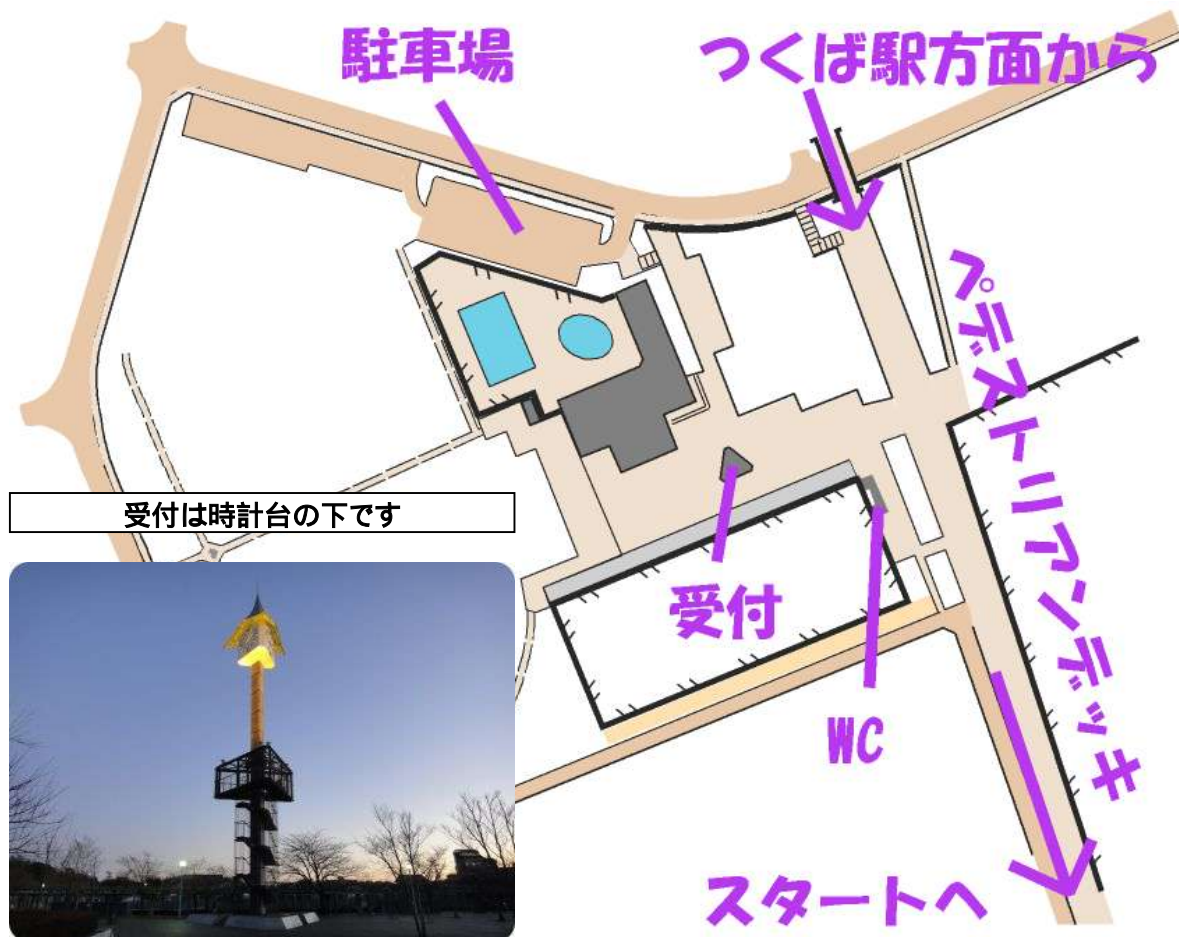 駐車場
つくば駅方面から
ペデストリアンデッキ
受付は時計台の下です
受付
WC
スタートへ